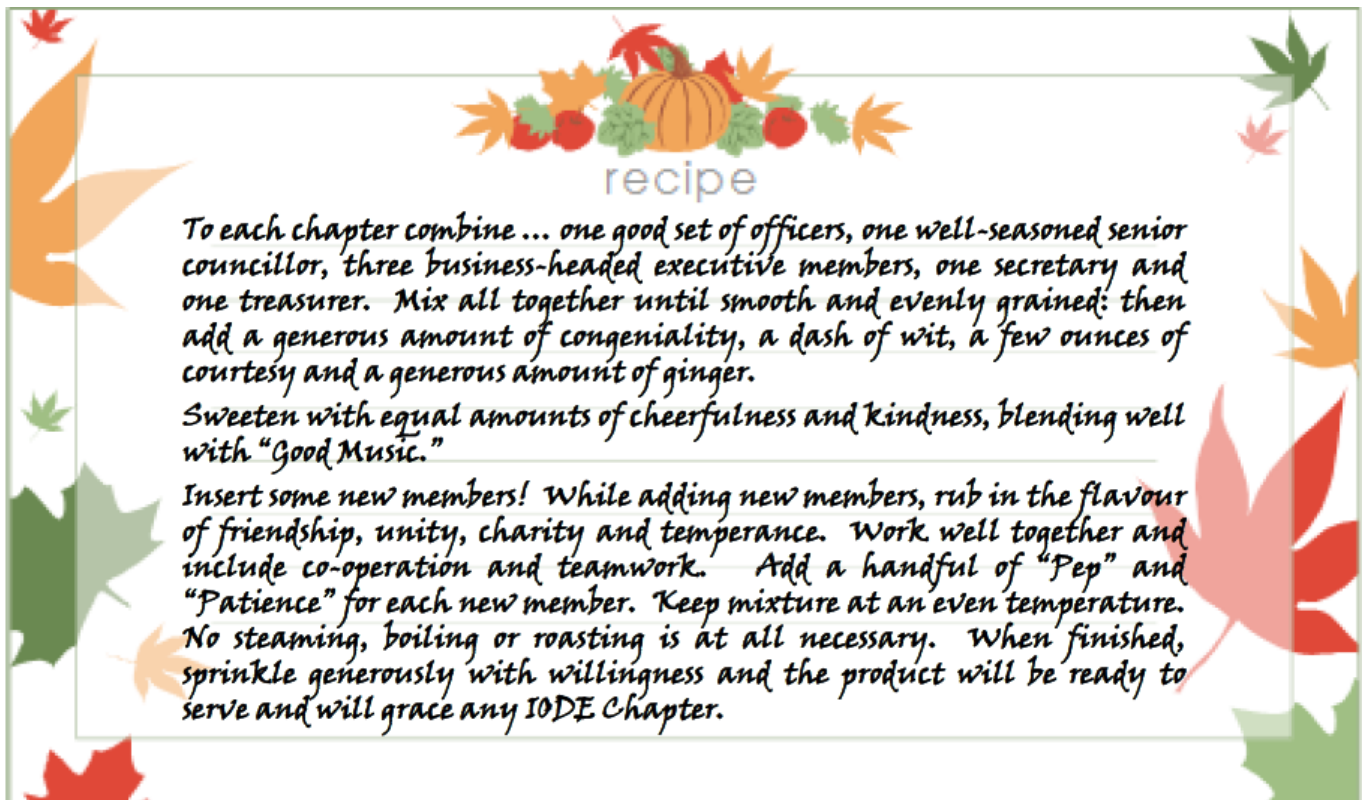 recipe
To each chapter combine ... one good set of officers, one well-seasoned senior
councillor, three business-headed executive members, one secretary and
one treasurer. Mix all together until smooth and evenly grained: then
add a generous amount of congeniality, a dash of wit, a few ounces of
courtesy and a generous amount of ginger.
Sweeten with equal amounts of cheerfulness and kindness, blending well
with “Good Music.”
Insert some new members! While adding new members, rub in the flavour
of friendship, unity, charity and temperance. Work well together and
include co-operation and teamwork. Add a handful of “Pep” and
“Patience” for each new member. Keep mixture at an even temperature.
No steaming, boiling or roasting is at all necessary. When finished,
sprinkle generously with willingness and the product will be ready to
serve and will grace any IODE Chapter.